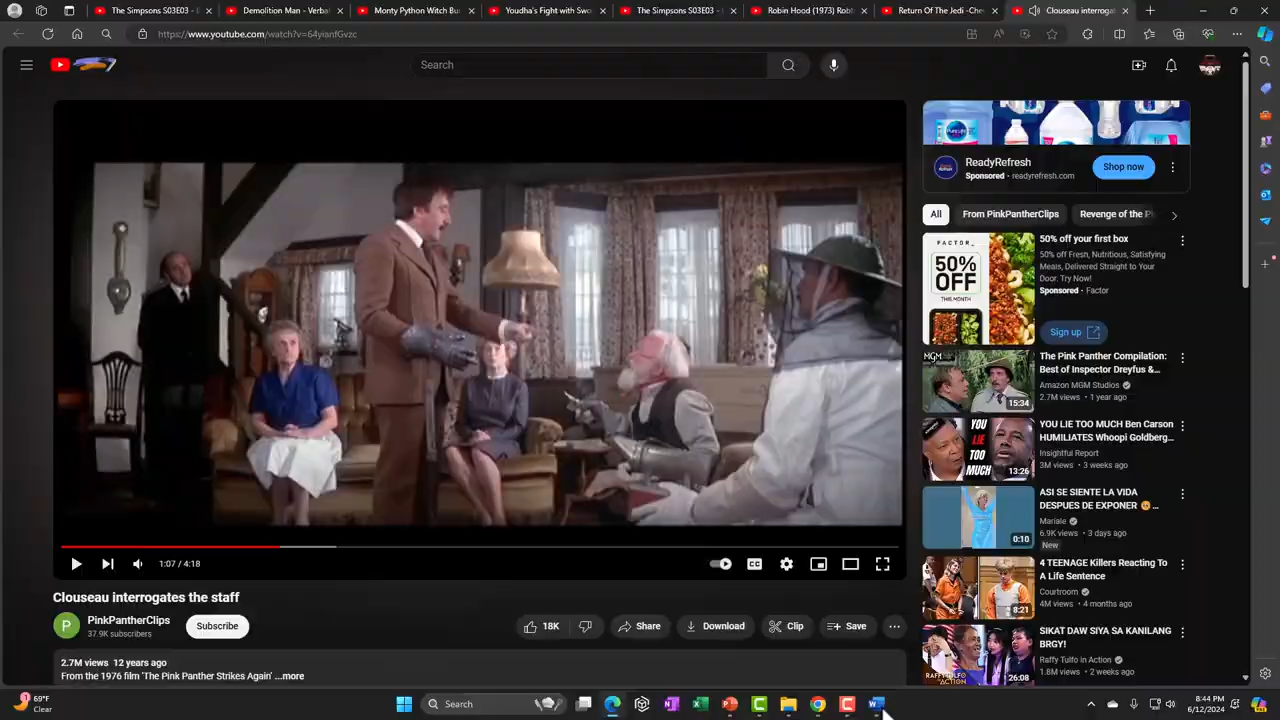 The Simpsons S03E03 -
Demolition Man - Verbal
Monty Python Witch Bu
Youdha's Fight with Swo
The Simpsons S03E03 -
Robin Hood (1973) Rob
Return Of The Jedi -Che
Clouseau interrogat
https://www.youtube.com/watch?v=64yianfGvzc
Search
ReadyRefresh
Sponsored · readyrefresh.com
Shop now
All
From PinkPantherClips
Revenge of the P
FACTOR_
50% OFF
THIS MONTH
50% off your first box
50% off Fresh, Nutritious, Satisfying
Meals, Delivered Straight to Your
Door. Try Now!
Sponsored · Factor
Sign up
MGM
15:34
The Pink Panther Compilation:
Best of Inspector Dreyfus &...
Amazon MGM Studios
2.7M views · 1 year ago
YOU
LIE
TOO
MUCH
13:26
YOU LIE TOO MUCH Ben Carson
HUMILIATES Whoopi Goldberg...
Insightful Report
3M views · 3 weeks ago
0:10
ASI SE SIENTE LA VIDA
DESPUES DE EXPONER 😠 ...
Mariale
6.9K views · 3 days ago
New
8:21
4 TEENAGE Killers Reacting To
A Life Sentence
Courtroom
4M views · 4 months ago
RAFFY TULFO
IN ACTION
26:08
SIKAT DAW SIYA SA KANILANG
BRGY!
Raffy Tulfo in Action
1.8M views · 2 weeks ago
1:07 / 4:18
CC
Clouseau interrogates the staff
P
PinkPantherClips
37.9K subscribers
Subscribe
18K
Share
Download
Clip
Save
2.7M views 12 years ago
From the 1976 film 'The Pink Panther Strikes Again' ...more
69°F
Clear
Search
8:44 PM
6/12/2024